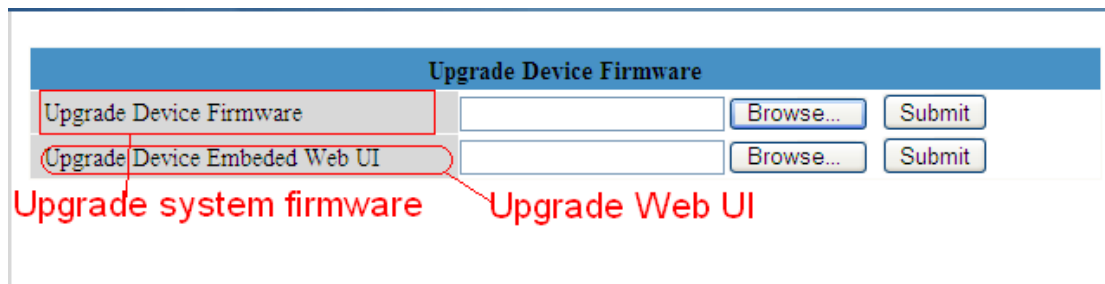 Upgrade Device Firmware
Upgrade Device Firmware Browse... Submit
Upgrade Device Embeded Web UI Browse... Submit
Upgrade system firmware Upgrade Web UI